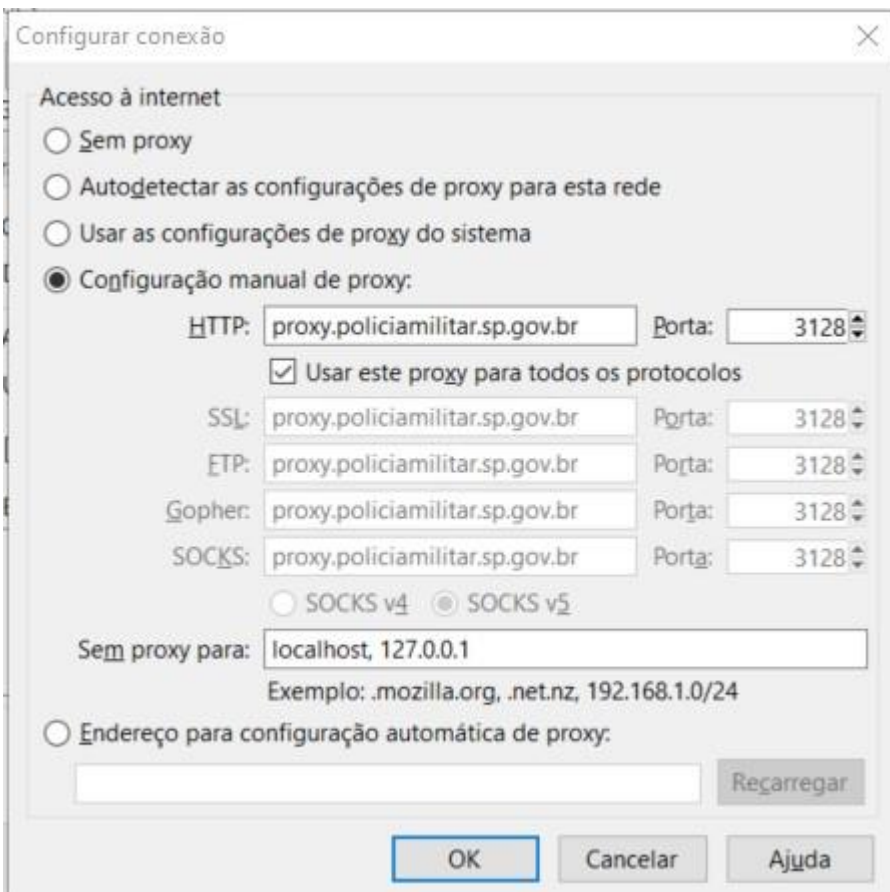 Configurar conexão
Acesso à internet
Sem proxy
Autodetectar as configurações de proxy para esta rede
Usar as configurações de proxy do sistema
Configuração manual de proxy:
HTTP: proxy.policiamilitar.sp.gov.br Porta: 3128
Usar este proxy para todos os protocolos
SSL: proxy.policiamilitar.sp.gov.br Porta: 3128
FTP: proxy.policiamilitar.sp.gov.br Porta: 3128
Gopher: proxy.policiamilitar.sp.gov.br Porta: 3128
SOCKS: proxy.policiamilitar.sp.gov.br Porta: 3128
SOCKS v4 SOCKS v5
Sem proxy para: localhost, 127.0.0.1
Exemplo: .mozilla.org, .net.nz, 192.168.1.0/24
Endereço para configuração automática de proxy:
Recarregar
OK Cancelar Ajuda